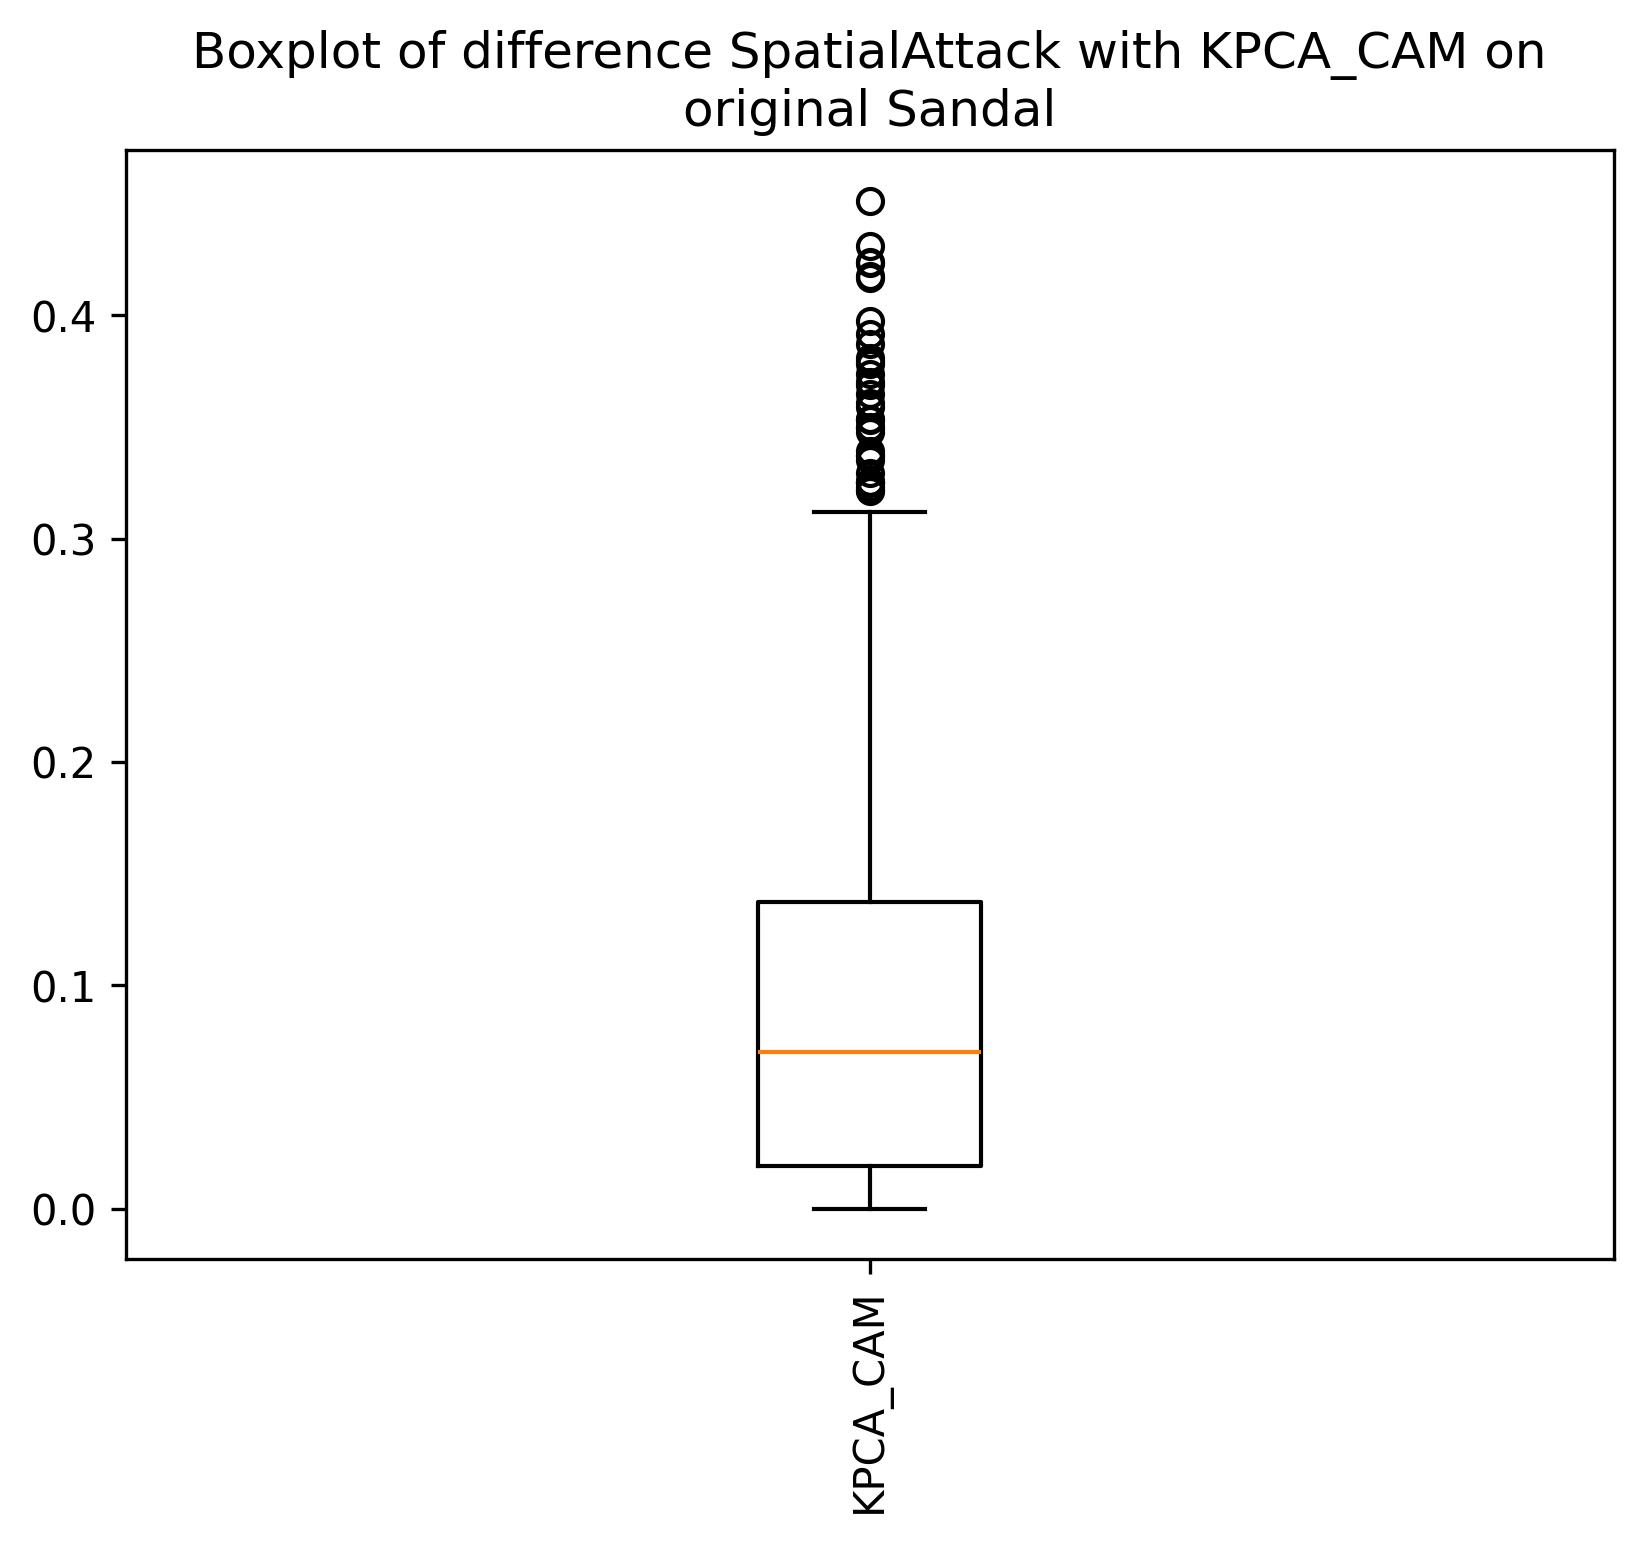 Boxplot of difference SpatialAttack with KPCA_CAM on
original Sandal
0.4
0.3
0.2
0.1
0.0
KPCA_CAM